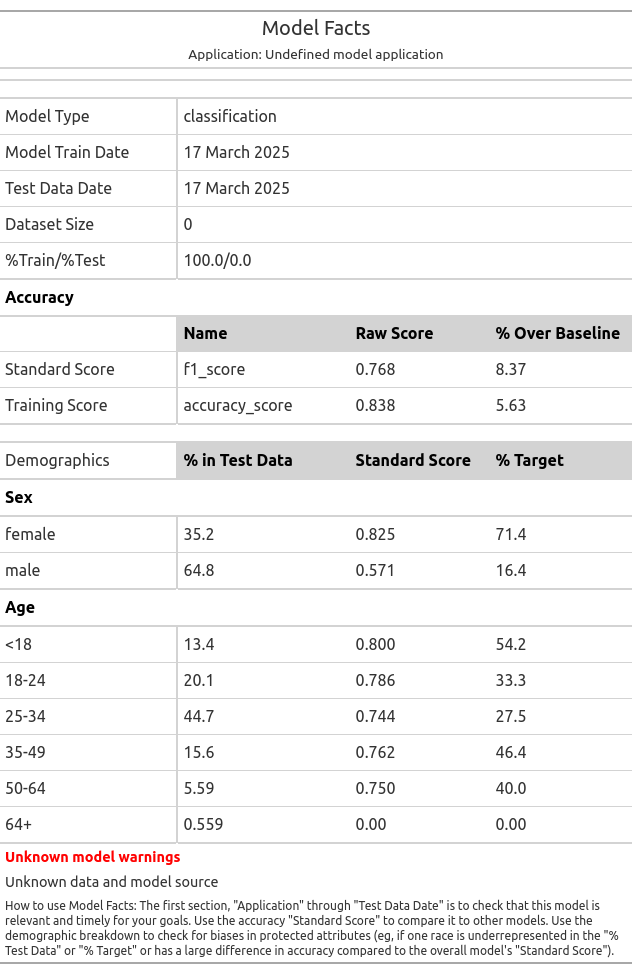 Model Facts
Application: Undefined model application
Model Type classification
Model Train Date 17 March 2025
Test Data Date 17 March 2025
Dataset Size 0
%Train/%Test 100.0/0.0
Accuracy
Name Raw Score % Over Baseline
Standard Score f1_score 0.768 8.37
Training Score accuracy_score 0.838 5.63
Demographics % in Test Data Standard Score % Target
Sex
female 35.2 0.825 71.4
male 64.8 0.571 16.4
Age
<18 13.4 0.800 54.2
18-24 20.1 0.786 33.3
25-34 44.7 0.744 27.5
35-49 15.6 0.762 46.4
50-64 5.59 0.750 40.0
64+ 0.559 0.00 0.00
Unknown model warnings
Unknown data and model source
How to use Model Facts: The first section, "Application" through "Test Data Date" is to check that this model is
relevant and timely for your goals. Use the accuracy "Standard Score" to compare it to other models. Use the
demographic breakdown to check for biases in protected attributes (eg, if one race is underrepresented in the "%
Test Data" or "% Target" or has a large difference in accuracy compared to the overall model's "Standard Score").